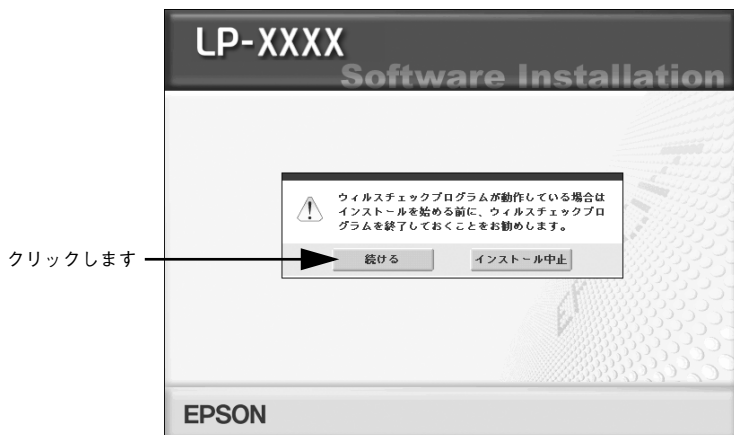 LP-XXXX
Software Installation
ウィルスチェックプログラムが動作している場合は
インストールを始める前に、ウィルスチェックプロ
グラムを終了しておくことをお勧めします。
クリックします
続ける
インストール中止
EPSON